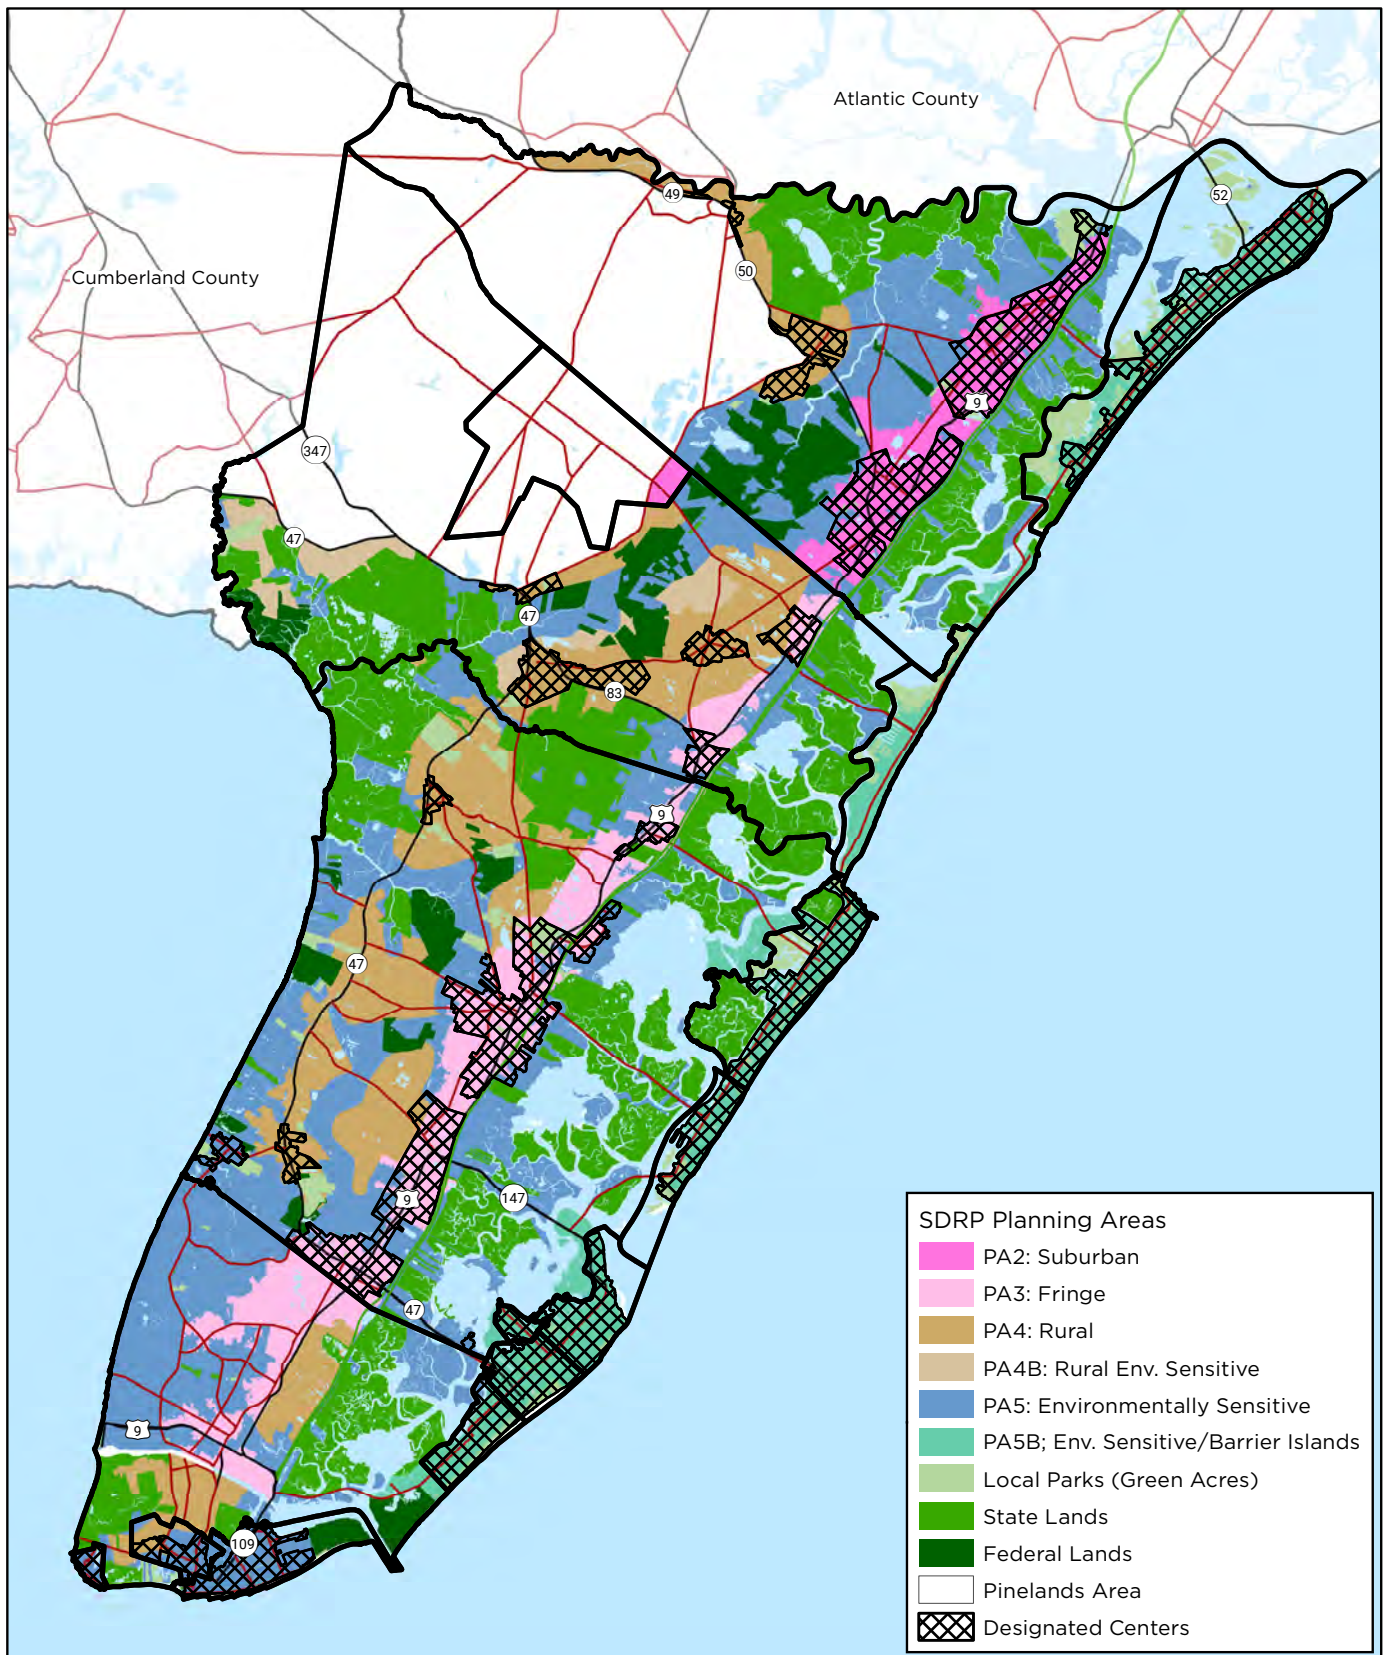 Atlantic County
52
49
50
Cumberland County
9
347
47
47
83
9
47
147
9
47
9
109
SDRP Planning Areas
PA2: Suburban
PA3: Fringe
PA4: Rural
PA4B: Rural Env. Sensitive
PA5: Environmentally Sensitive
PA5B; Env. Sensitive/Barrier Islands
Local Parks (Green Acres)
State Lands
Federal Lands
Pinelands Area
Designated Centers